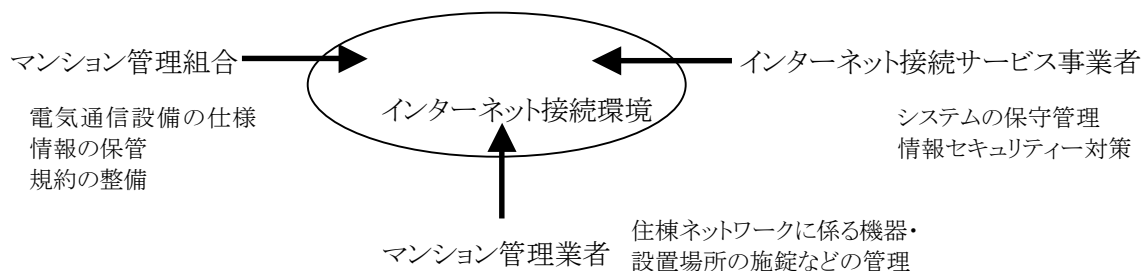 マンション管理組合
電気通信設備の仕様
情報の保管
規約の整備
インターネット接続環境
インターネット接続サービス事業者
システムの保守管理
情報セキュリティー対策
マンション管理業者
住棟ネットワークに係る機器・
設置場所の施錠などの管理